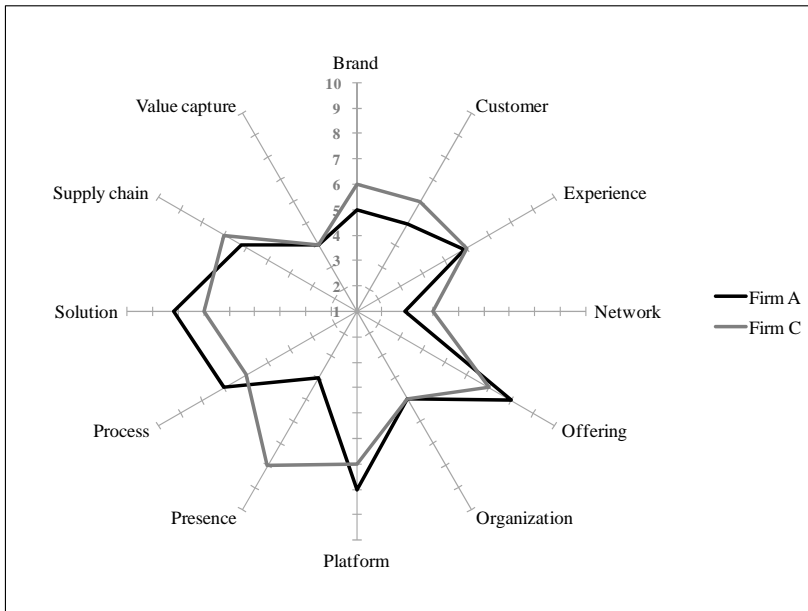 Brand
10
9
8
7
6
5
4
3
2
1
Customer
Experience
Network
Offering
Organization
Platform
Presence
Process
Solution
Supply chain
Value capture
Firm A
Firm C